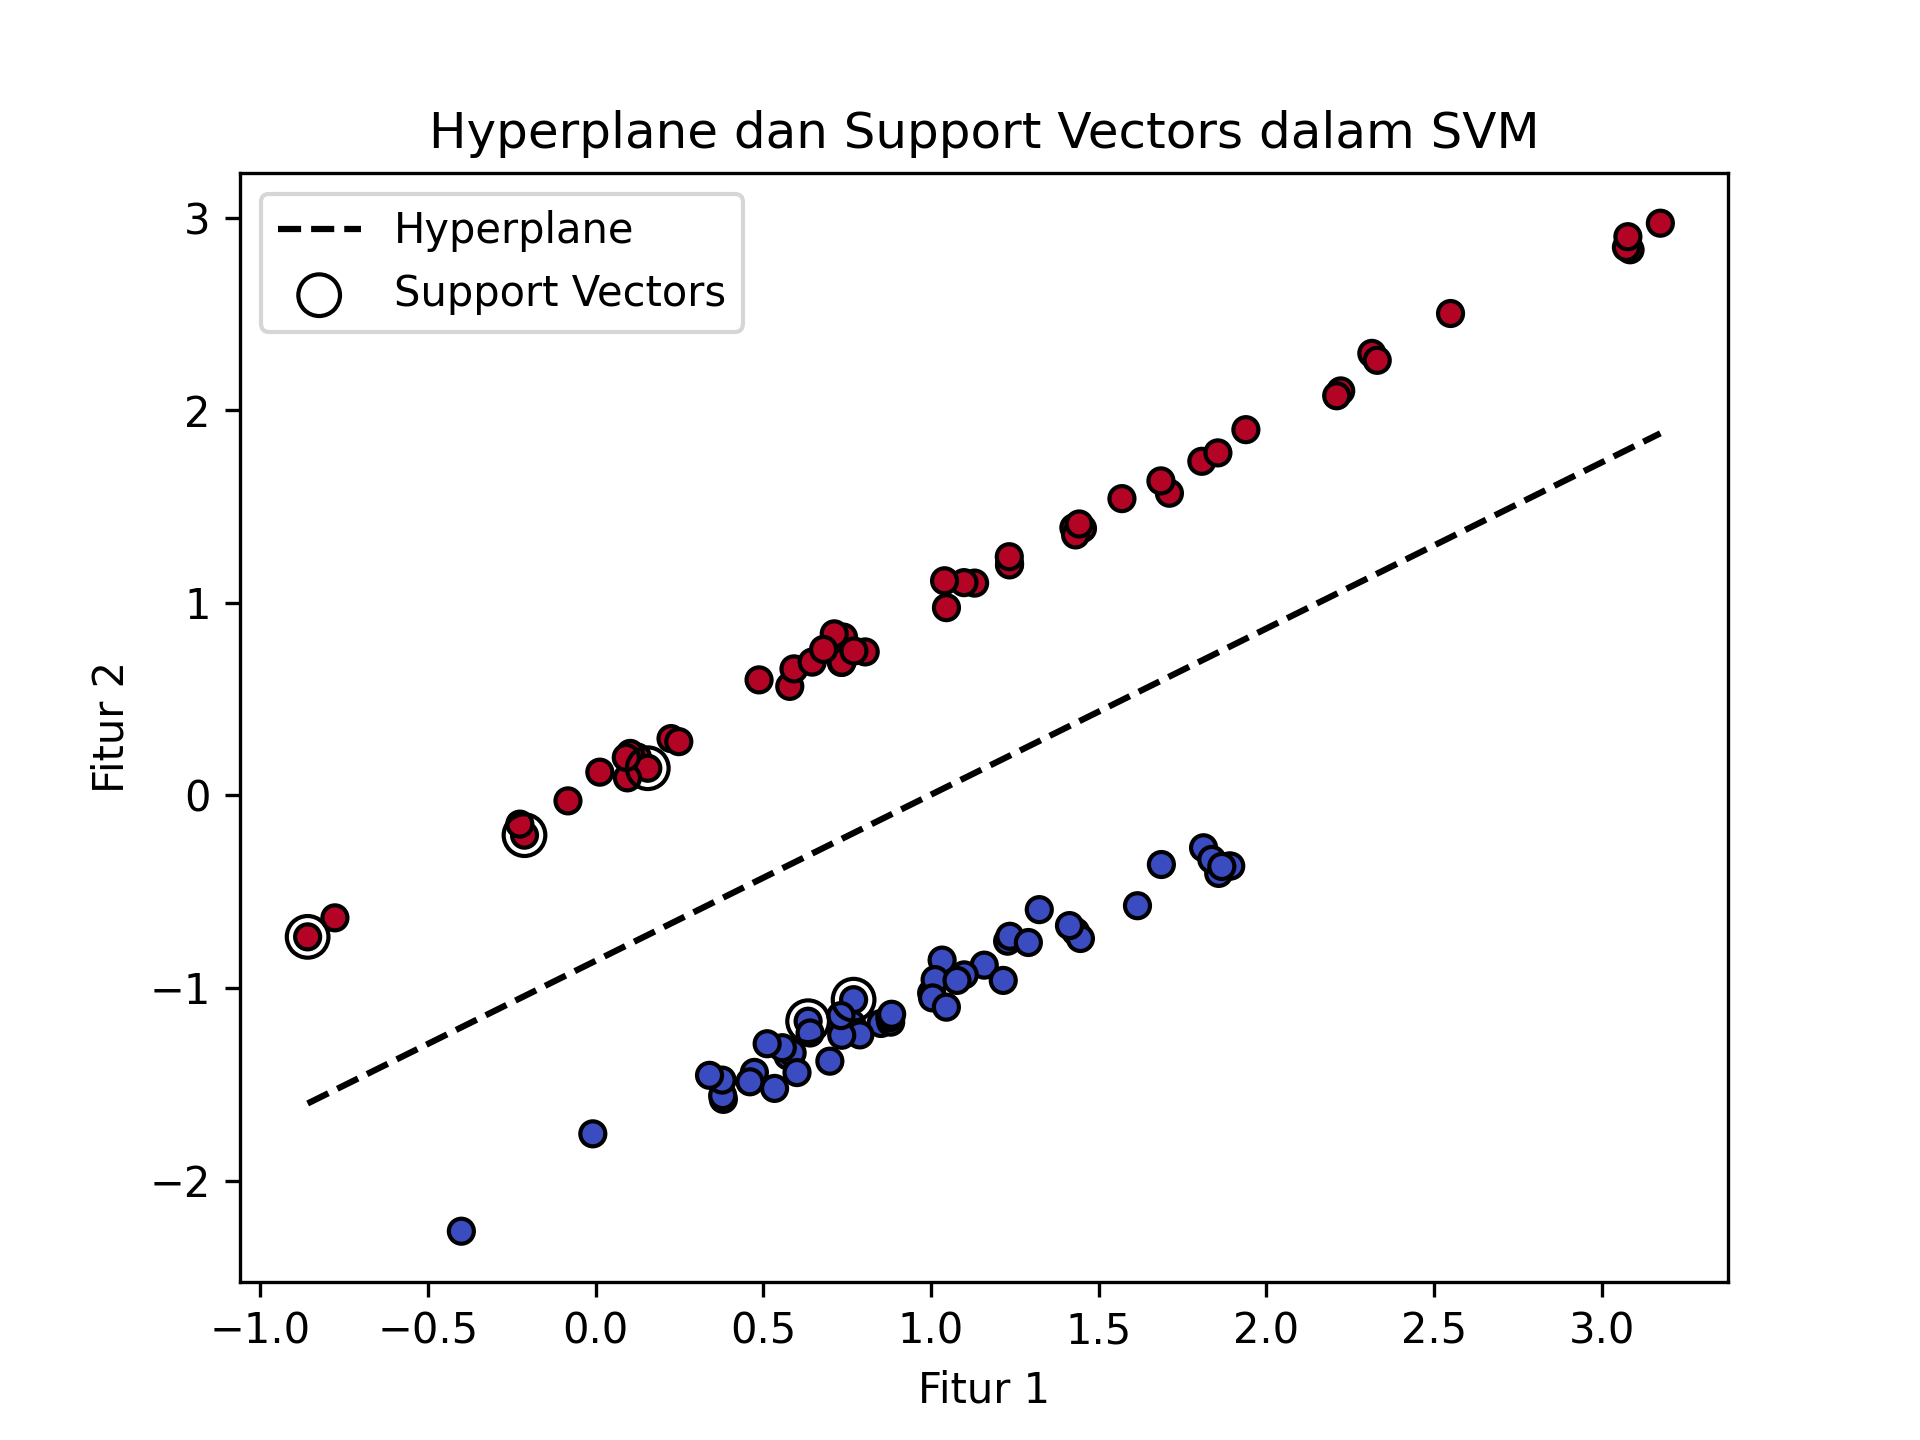 Hyperplane dan Support Vectors dalam SVM
Hyperplane
Support Vectors
3
2
1
0
−1
−2
Fitur 2
−1.0 −0.5 0.0 0.5 1.0 1.5 2.0 2.5 3.0
Fitur 1